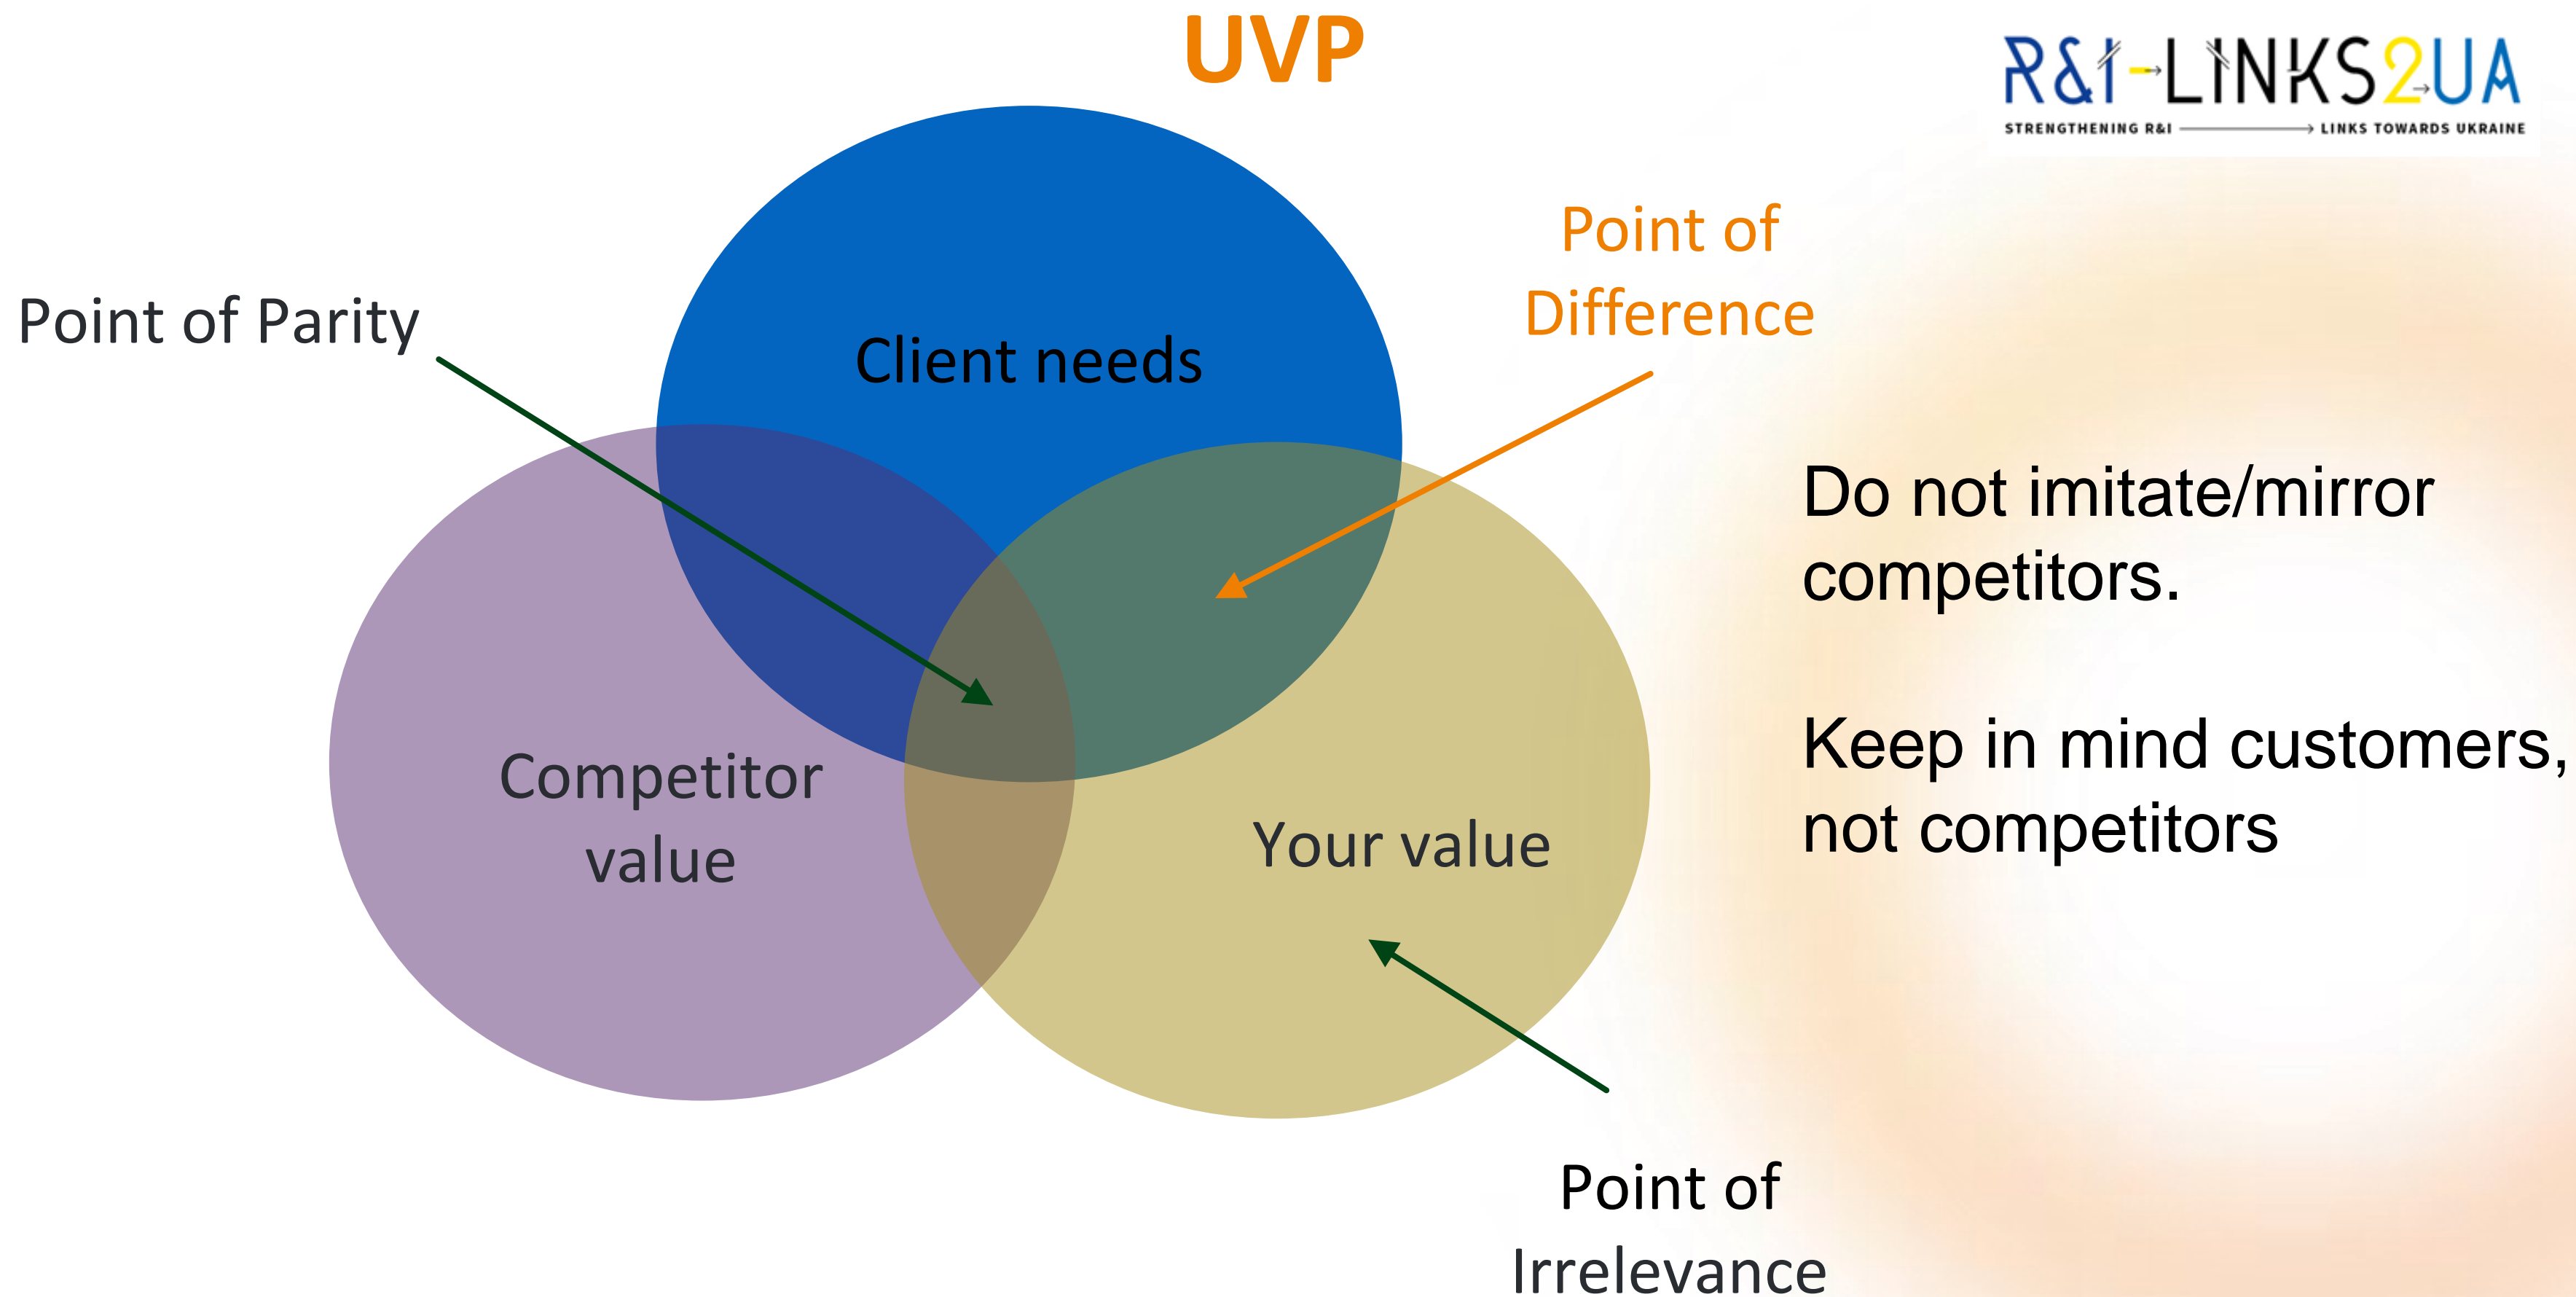 UVP
R&I-LINKS2UA
STRENGTHENING R&I LINKS TOWARDS UKRAINE
Point of
Difference
Point of Parity
Client needs
Do not imitate/mirror
competitors.
Keep in mind customers,
not competitors
Competitor
value
Your value
Point of
Irrelevance